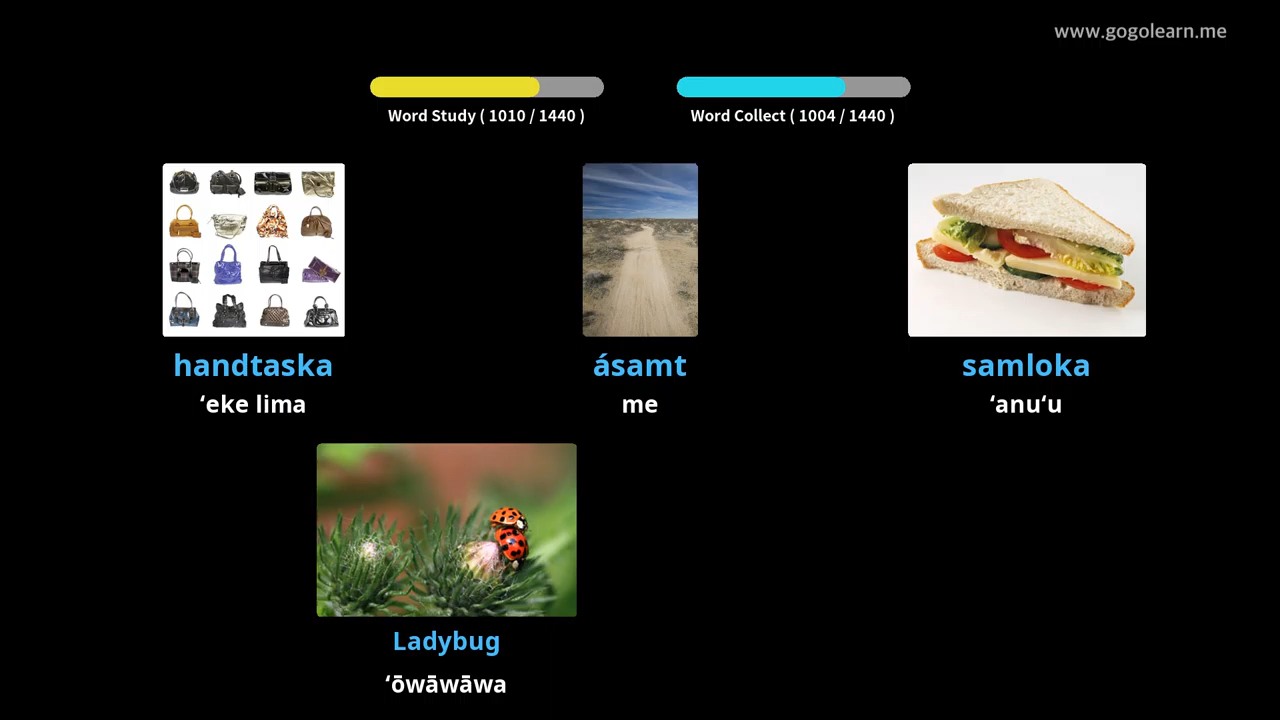 www.gogolearn.me
Word Study ( 1010 / 1440 )
Word Collect ( 1004 / 1440 )
handtaska
ásamt
samloka
ʻeke lima
me
ʻanuʻu
Ladybug
ʻōwāwāwa